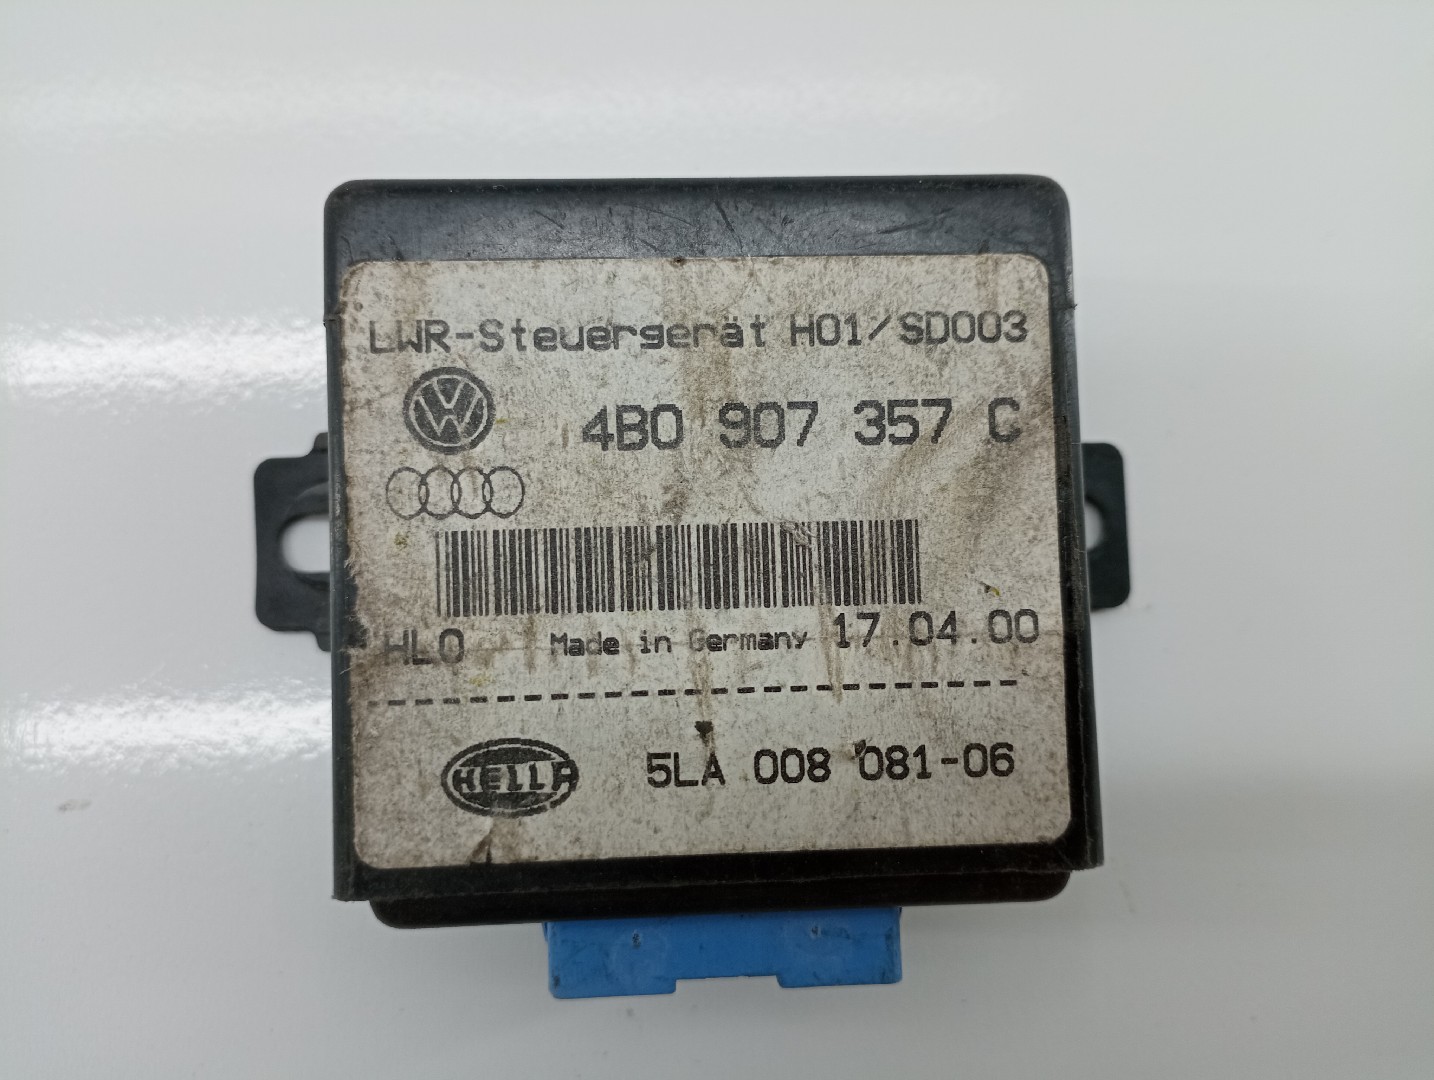 LWR-Steuergerät H01/SD003
4B0 907 357 C
HLO Made in Germany 17.04.00
HELLA 5LA 008 081-06